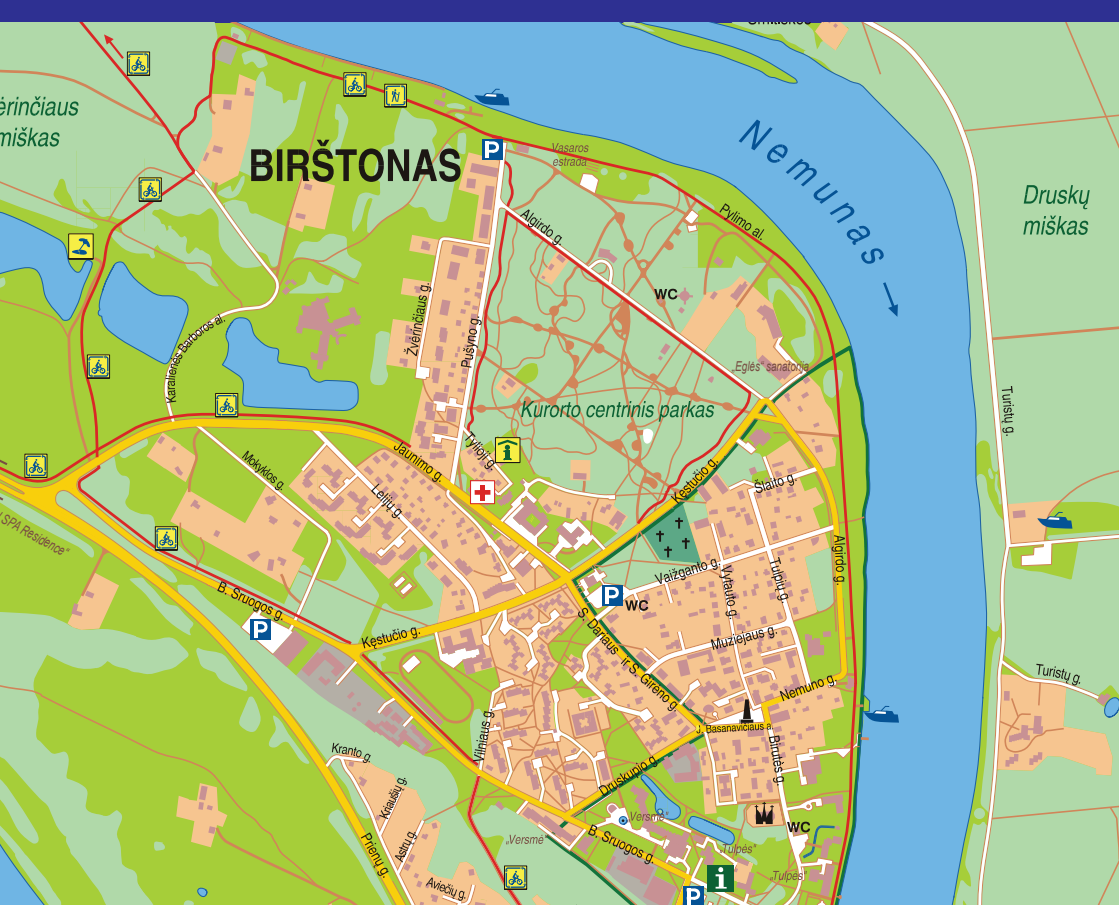 ėrinčiaus
miškas
BIRŠTONAS
P
Vasaros
estrada
Nemunas
Druskų
miškas
Algirdo g.
Pylimo al.
WC
Žvėrinčiaus g.
Pušyno g.
Karalienės Barboros al.
„Eglės" sanatorija
Kurorto centrinis parkas
Turistų g.
Tylioji g.
i
Jaunimo g.
Mokyklos g.
Lelijų g.
Kęstučio g.
Šlaito g.
SPA Residence"
Algirdo g.
Vaižganto g.
Vytauto g.
Tulpių g.
B. Sruogos g.
P
P
WC
Kęstučio g.
S. Dariaus ir S. Girėno g.
Muziejaus g.
Turistų g.
Nemuno g.
J. Basanavičiaus a.
Birutės g.
Vilniaus g.
Kranto g.
Druskupio g.
Kriaušių g.
Astrų g.
Prienų g.
Aviečių g.
„Versmė"
„Versmė"
B. Sruogos g.
WC
„Tulpės"
„Tulpės"
i
P